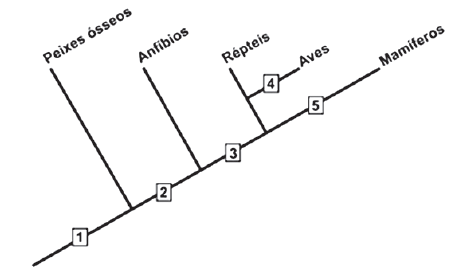 Peixes ósseos
Anfíbios
Répteis
Aves
Mamíferos
4
5
3
2
1